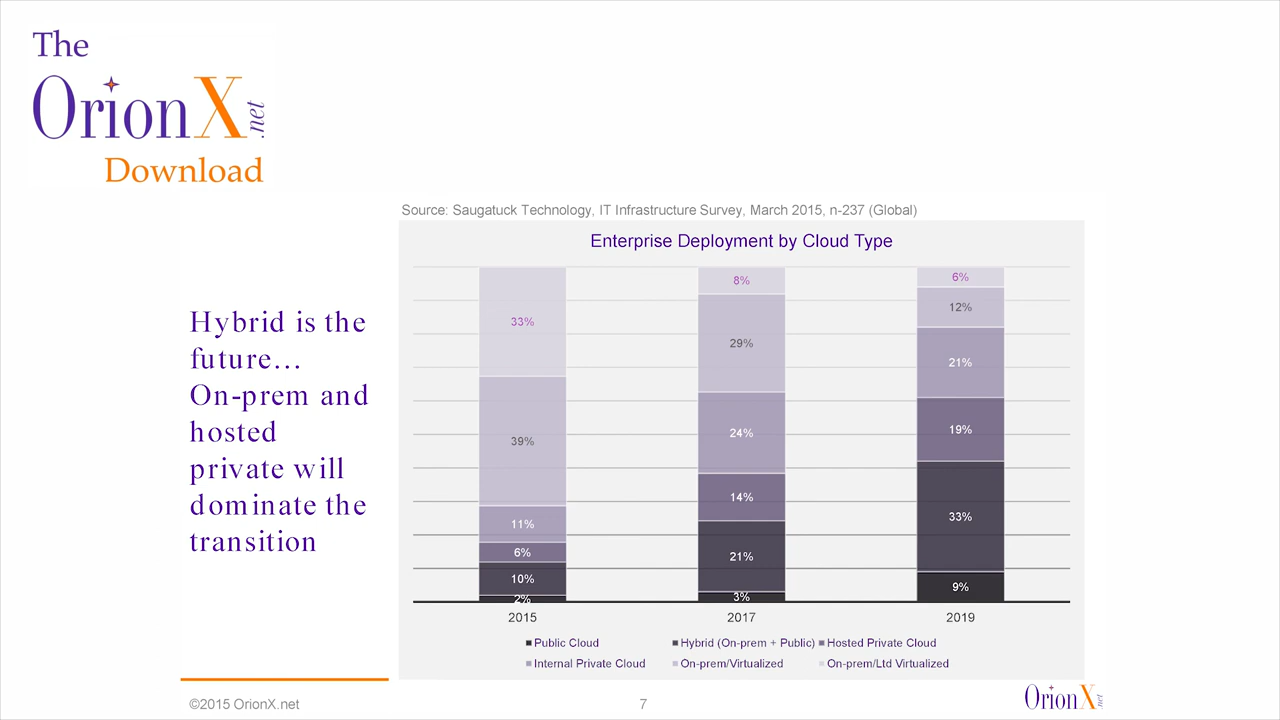 The
OrionX.net
Download
Source: Saugatuck Technology, IT Infrastructure Survey, March 2015, n-237 (Global)
Enterprise Deployment by Cloud Type
Hybrid is the
future...
On-prem and
hosted
private will
dominate the
transition
33%
39%
11%
6%
10%
2%
8%
29%
24%
14%
21%
3%
6%
12%
21%
19%
33%
9%
2015 2017 2019
Public Cloud Hybrid (On-prem + Public) Hosted Private Cloud
Internal Private Cloud On-prem/Virtualized On-prem/Ltd Virtualized
©2015 OrionX.net 7 OrionX.net